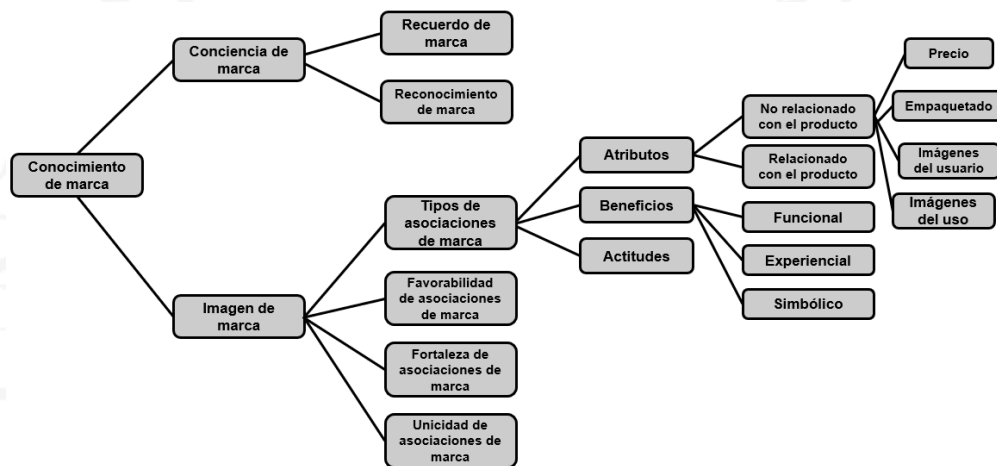 Conocimiento
de marca
Conciencia de
marca
Recuerdo de
marca
Reconocimiento
de marca
Imagen de
marca
Tipos de
asociaciones
de marca
Atributos
No relacionado
con el producto
Precio
Empaquetado
Imágenes
del usuario
Imágenes
del uso
Relacionado
con el producto
Beneficios
Funcional
Experiencial
Simbólico
Actitudes
Favorabilidad
de asociaciones
de marca
Fortaleza de
asociaciones de
marca
Unicidad de
asociaciones de
marca